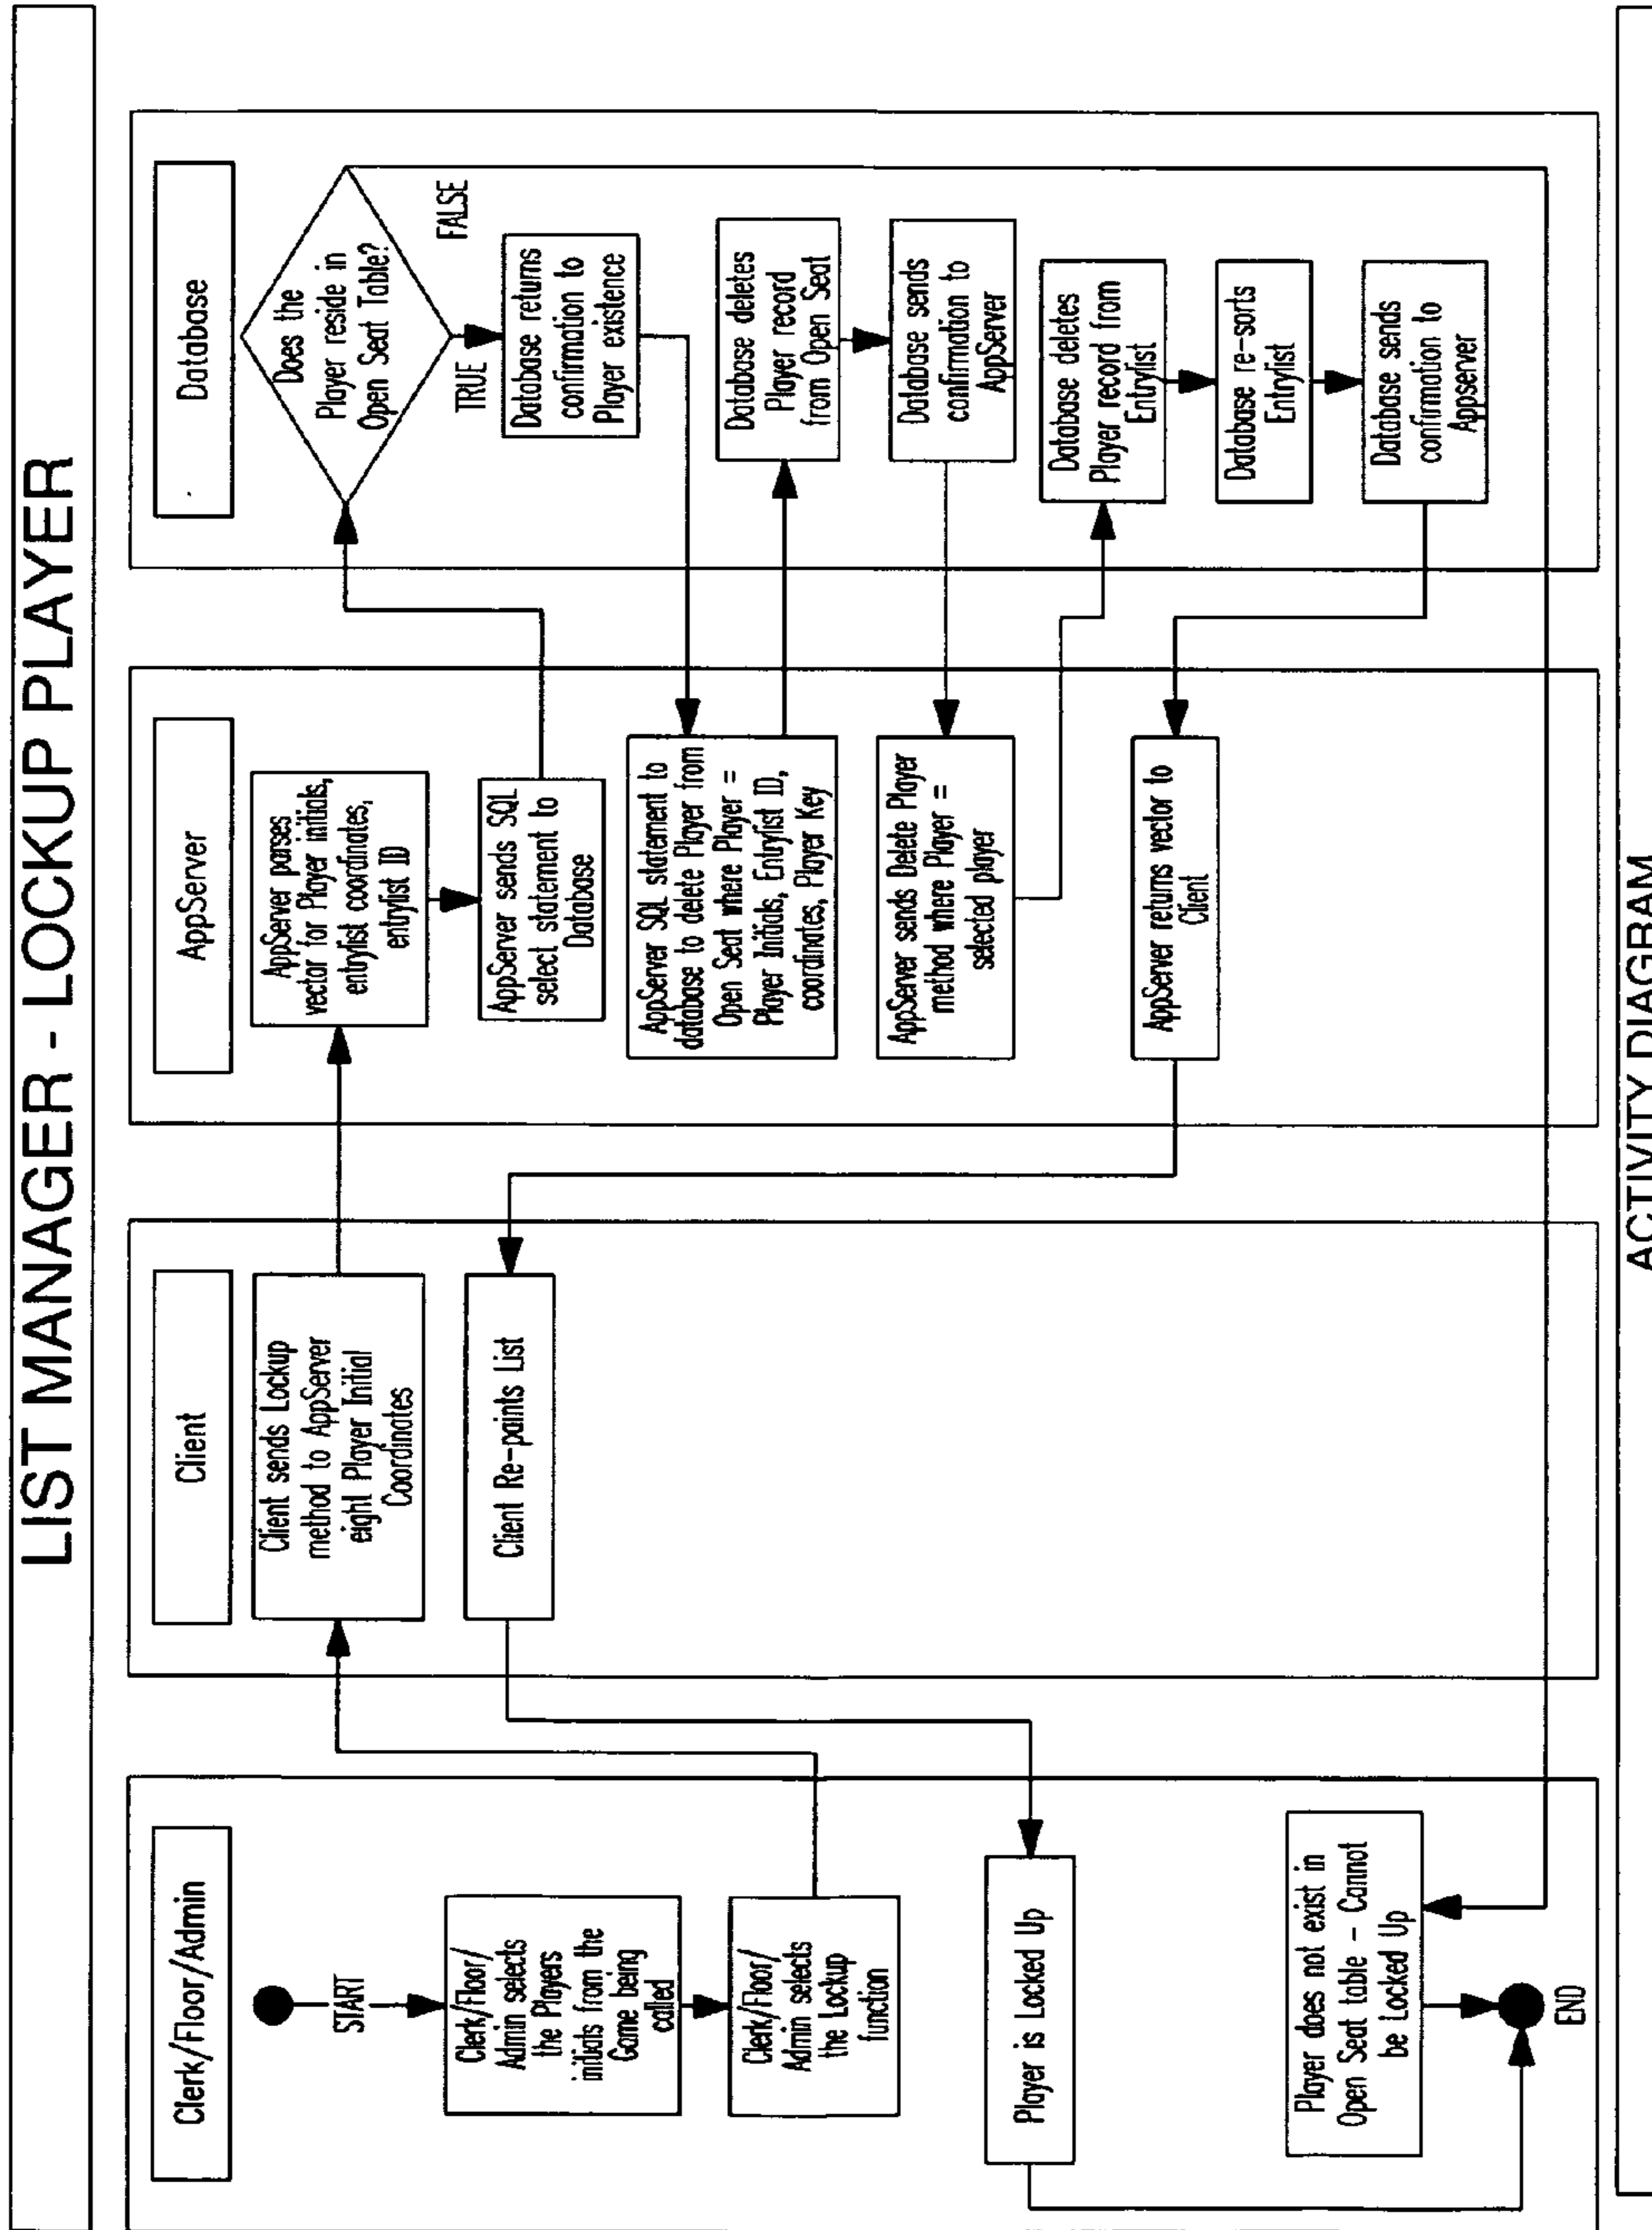 LIST MANAGER - LOCKUP PLAYER
Clerk/Floor/Admin
START
Clerk/Floor/
Admin selects
the Players
initials from the
Game being
called
Clerk/Floor/
Admin selects
the Lockup
function
Player is Locked Up
Player does not exist in
Open Seat table - Cannot
be Locked Up
END
Client
Client sends Lockup
method to AppServer
eight Player Initial
Coordinates
Client Re-paints List
AppServer
AppServer parses
vector for Player initials,
entrylist coordinates,
entrylist ID
AppServer sends SQL
select statement to
Database
AppServer SQL statement to
database to delete Player from
Open Seat where Player =
Player Initials, Entrylist ID,
coordinates, Player Key
AppServer sends Delete Player
method where Player =
selected player
AppServer returns vector to
Client
Database
Does the
Player reside in
Open Seat Table?
TRUE
FALSE
Database returns
confirmation to
Player existence
Database deletes
Player record
from Open Seat
Database sends
confirmation to
AppServer
Database deletes
Player record from
Entrylist
Database re-sorts
Entrylist
Database sends
confirmation to
Appserver
ACTIVITY DIAGRAM